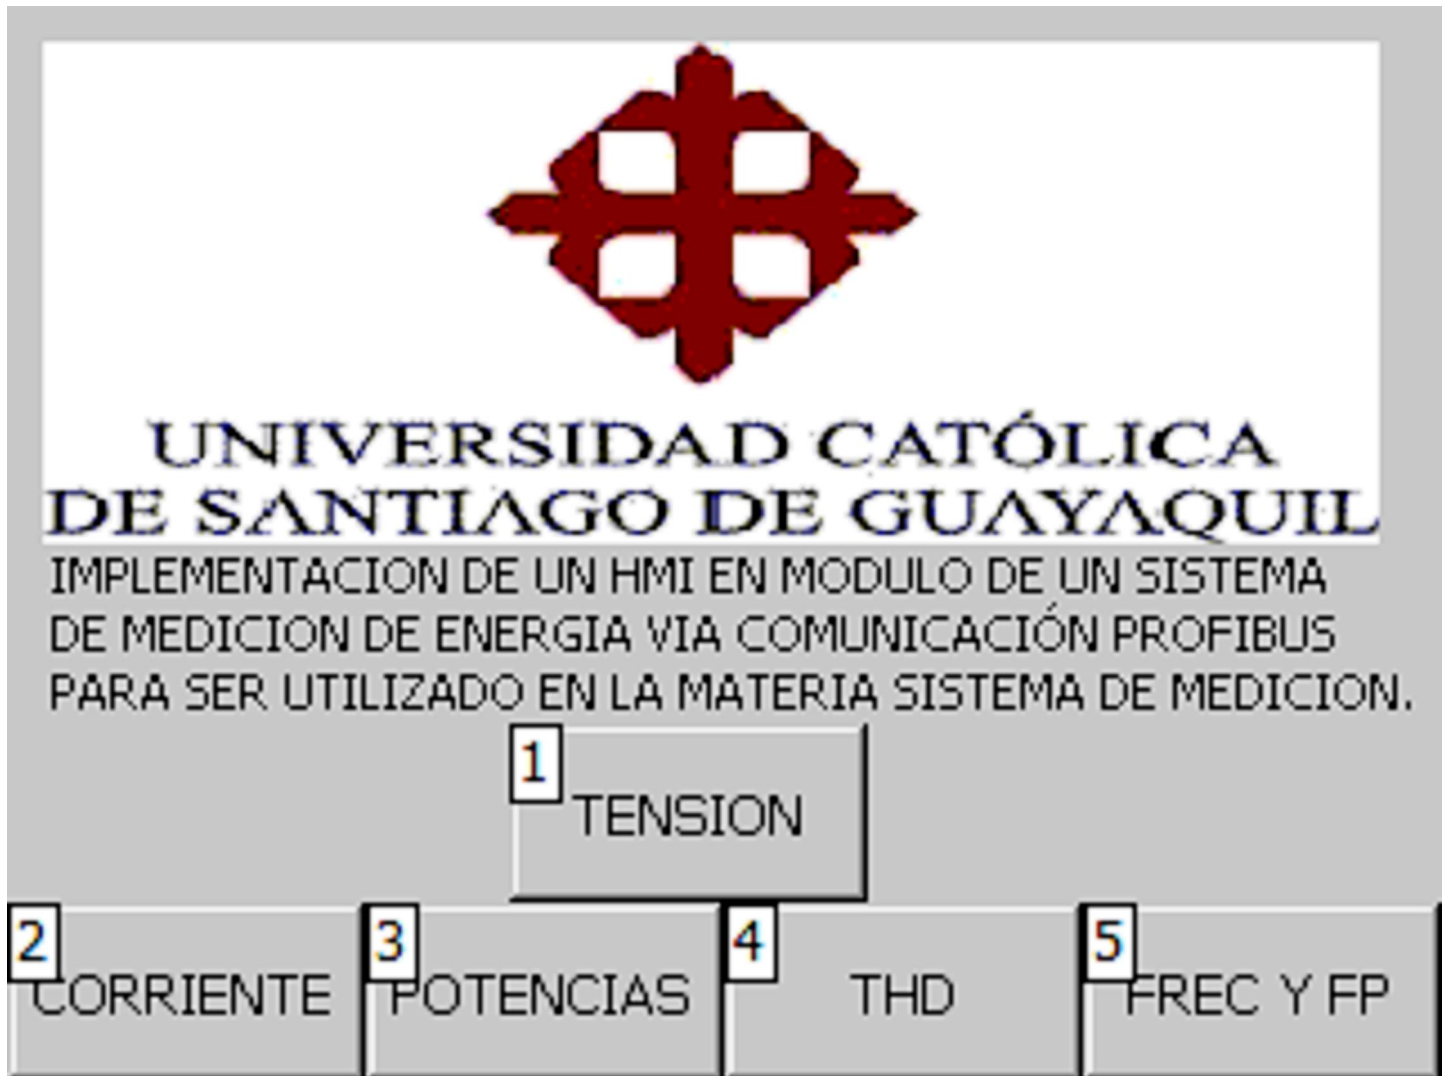 UNIVERSIDAD CATÓLICA
DE SANTIAGO DE GUAYAQUIL
IMPLEMENTACION DE UN HMI EN MODULO DE UN SISTEMA
DE MEDICION DE ENERGIA VIA COMUNICACIÓN PROFIBUS
PARA SER UTILIZADO EN LA MATERIA SISTEMA DE MEDICION.
1
TENSION
2
CORRIENTE
3
POTENCIAS
4
THD
5
FREC Y FP